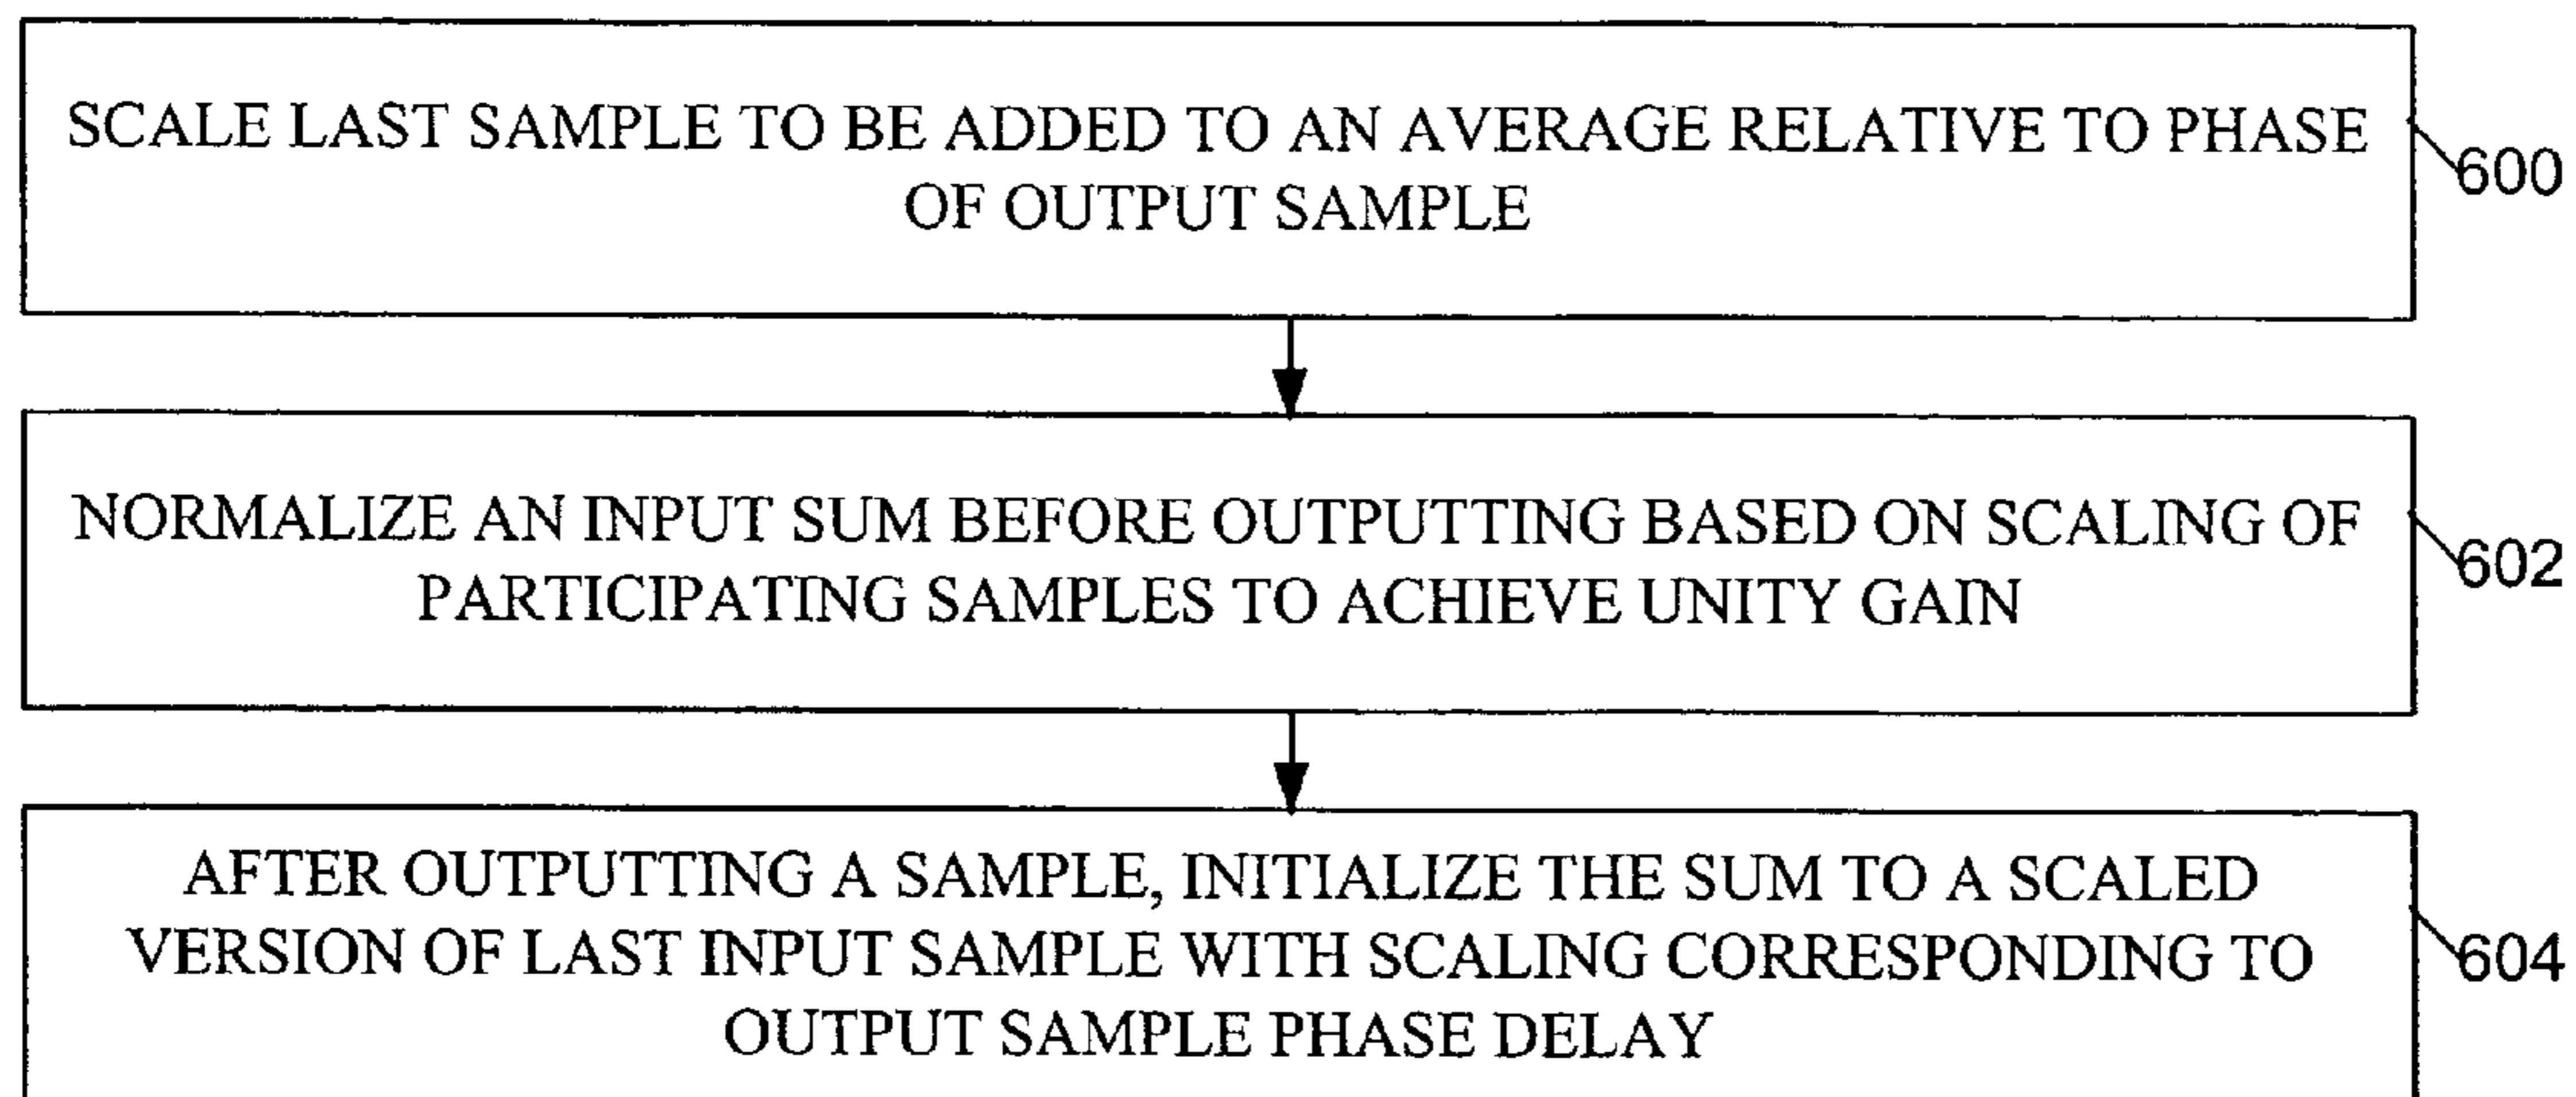 SCALE LAST SAMPLE TO BE ADDED TO AN AVERAGE RELATIVE TO PHASE
OF OUTPUT SAMPLE
600
NORMALIZE AN INPUT SUM BEFORE OUTPUTTING BASED ON SCALING OF
PARTICIPATING SAMPLES TO ACHIEVE UNITY GAIN
602
AFTER OUTPUTTING A SAMPLE, INITIALIZE THE SUM TO A SCALED
VERSION OF LAST INPUT SAMPLE WITH SCALING CORRESPONDING TO
OUTPUT SAMPLE PHASE DELAY
604